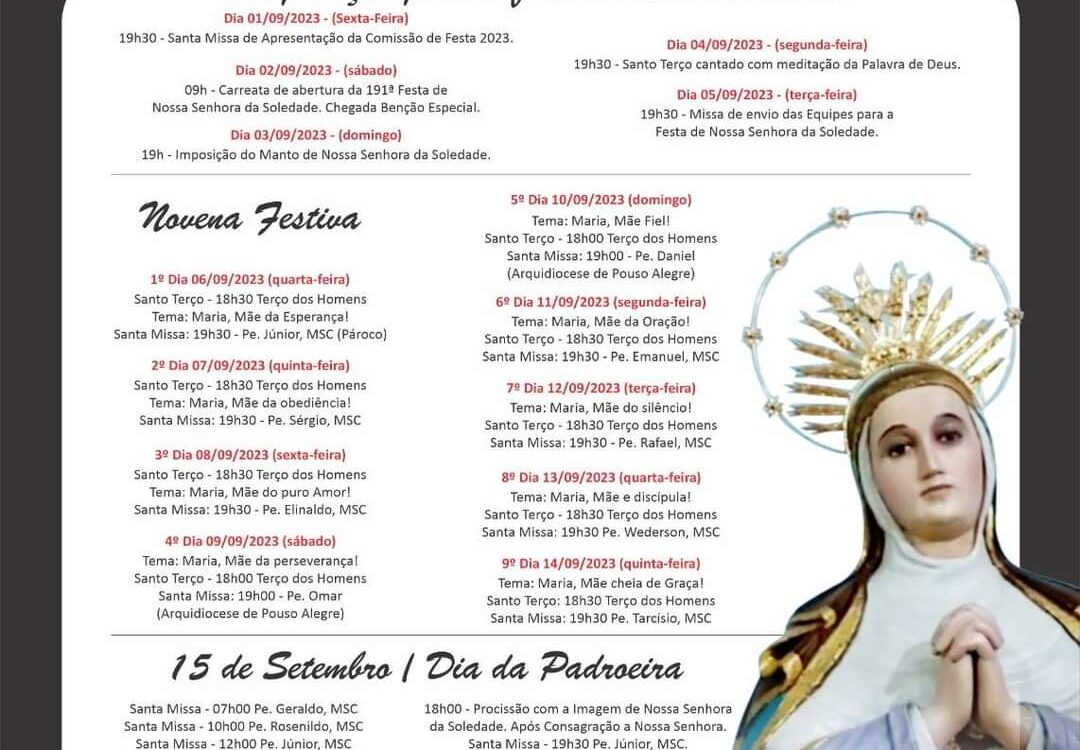 Dia 01/09/2023 - (Sexta-Feira)
19h30 - Santa Missa de Apresentação da Comissão de Festa 2023.
Dia 02/09/2023 - (sábado)
09h - Carreata de abertura da 191ª Festa de
Nossa Senhora da Soledade. Chegada Benção Especial.
Dia 03/09/2023 - (domingo)
19h - Imposição do Manto de Nossa Senhora da Soledade.
Dia 04/09/2023 - (segunda-feira)
19h30 - Santo Terço cantado com meditação da Palavra de Deus.
Dia 05/09/2023 - (terça-feira)
19h30 - Missa de envio das Equipes para a
Festa de Nossa Senhora da Soledade.
Novena Festiva
1º Dia 06/09/2023 (quarta-feira)
Santo Terço - 18h30 Terço dos Homens
Tema: Maria, Mãe da Esperança!
Santa Missa: 19h30 - Pe. Júnior, MSC (Pároco)
2º Dia 07/09/2023 (quinta-feira)
Santo Terço - 18h30 Terço dos Homens
Tema: Maria, Mãe da obediência!
Santa Missa: 19h30 - Pe. Sérgio, MSC
3º Dia 08/09/2023 (sexta-feira)
Santo Terço - 18h30 Terço dos Homens
Tema: Maria, Mãe do puro Amor!
Santa Missa: 19h30 - Pe. Elinaldo, MSC
4º Dia 09/09/2023 (sábado)
Tema: Maria, Mãe da perseverança!
Santo Terço - 18h00 Terço dos Homens
Santa Missa: 19h00 - Pe. Omar
(Arquidiocese de Pouso Alegre)
5º Dia 10/09/2023 (domingo)
Tema: Maria, Mãe Fiel!
Santo Terço - 18h00 Terço dos Homens
Santa Missa: 19h00 - Pe. Daniel
(Arquidiocese de Pouso Alegre)
6º Dia 11/09/2023 (segunda-feira)
Tema: Maria, Mãe da Oração!
Santo Terço - 18h30 Terço dos Homens
Santa Missa: 19h30 - Pe. Emanuel, MSC
7º Dia 12/09/2023 (terça-feira)
Tema: Maria, Mãe do silêncio!
Santo Terço - 18h30 Terço dos Homens
Santa Missa: 19h30 - Pe. Rafael, MSC
8º Dia 13/09/2023 (quarta-feira)
Tema: Maria, Mãe e discípula!
Santo Terço - 18h30 Terço dos Homens
Santa Missa: 19h30 Pe. Wederson, MSC
9º Dia 14/09/2023 (quinta-feira)
Tema: Maria, Mãe cheia de Graça!
Santo Terço: 18h30 Terço dos Homens
Santa Missa: 19h30 Pe. Tarcísio, MSC
15 de Setembro | Dia da Padroeira
Santa Missa - 07h00 Pe. Geraldo, MSC
Santa Missa - 10h00 Pe. Rosenildo, MSC
Santa Missa - 12h00 Pe. Júnior, MSC
18h00 - Procissão com a Imagem de Nossa Senhora
da Soledade. Após Consagração a Nossa Senhora.
Santa Missa - 19h30 Pe. Júnior, MSC.